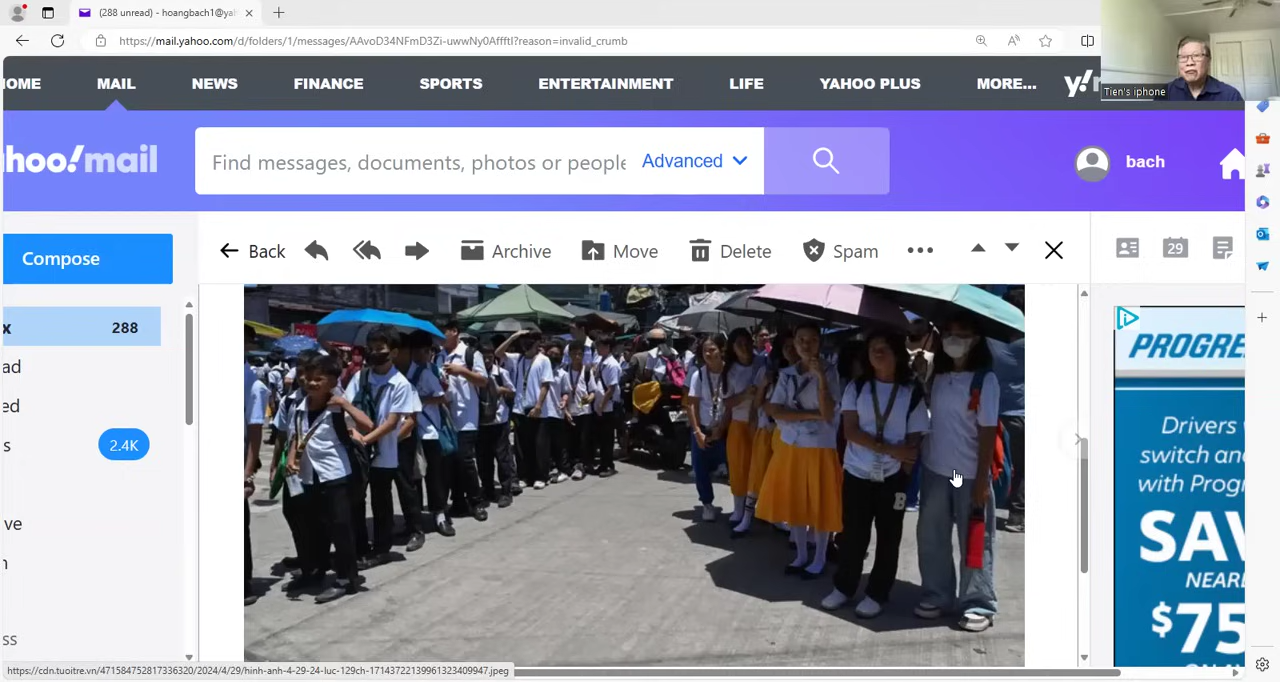 (288 unread) - hoangbach1@yah
https://mail.yahoo.com/d/folders/1/messages/AAvoD34NFmD3Zi-uwwNy0AffftI?reason=invalid_crumb
OME MAIL NEWS FINANCE SPORTS ENTERTAINMENT LIFE YAHOO PLUS MORE... y!
Tien's iphone
hoo!mail
Find messages, documents, photos or people
Advanced
bach
Compose
Back Archive Move Delete Spam 29
x 288
ad
ed
s 2.4K
ve
n
ss
PROGRE
Drivers
switch an
with Progr
SAV
NEAR
$75
B
https://cdn.tuoitre.vn/471584752817336320/2024/4/29/hinh-anh-4-29-24-luc-129ch-17143722139961323409947.jpeg